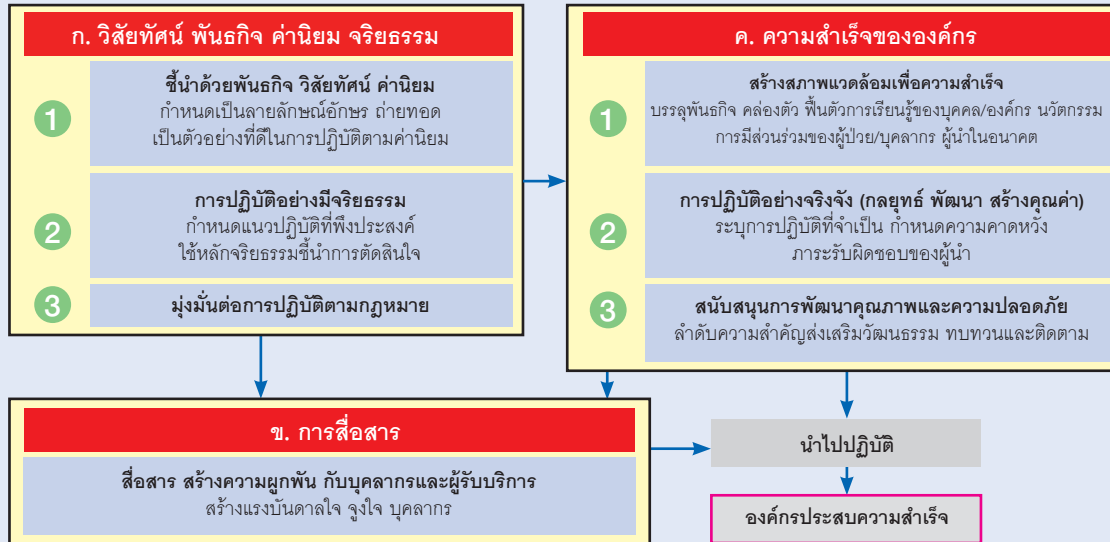 ก. วิสัยทัศน์ พันธกิจ ค่านิยม จริยธรรม
1
ชี้นำด้วยพันธกิจ วิสัยทัศน์ ค่านิยม
กำหนดเป็นลายลักษณ์อักษร ถ่ายทอด
เป็นตัวอย่างที่ดีในการปฏิบัติตามค่านิยม
2
การปฏิบัติอย่างมีจริยธรรม
กำหนดแนวปฏิบัติที่พึงประสงค์
ใช้หลักจริยธรรมชี้นำการตัดสินใจ
3
มุ่งมั่นต่อการปฏิบัติตามกฎหมาย
ค. ความสำเร็จขององค์กร
1
สร้างสภาพแวดล้อมเพื่อความสำเร็จ
บรรลุพันธกิจ คล่องตัว ฟื้นตัวการเรียนรู้ของบุคคล/องค์กร นวัตกรรม
การมีส่วนร่วมของผู้ป่วย/บุคลากร ผู้นำในอนาคต
2
การปฏิบัติอย่างจริงจัง (กลยุทธ์ พัฒนา สร้างคุณค่า)
ระบุการปฏิบัติที่จำเป็น กำหนดความคาดหวัง
ภาระรับผิดชอบของผู้นำ
3
สนับสนุนการพัฒนาคุณภาพและความปลอดภัย
ลำดับความสำคัญส่งเสริมวัฒนธรรม ทบทวนและติดตาม
ข. การสื่อสาร
สื่อสาร สร้างความผูกพัน กับบุคลากรและผู้รับบริการ
สร้างแรงบันดาลใจ จูงใจ บุคลากร
นำไปปฏิบัติ
องค์กรประสบความสำเร็จ